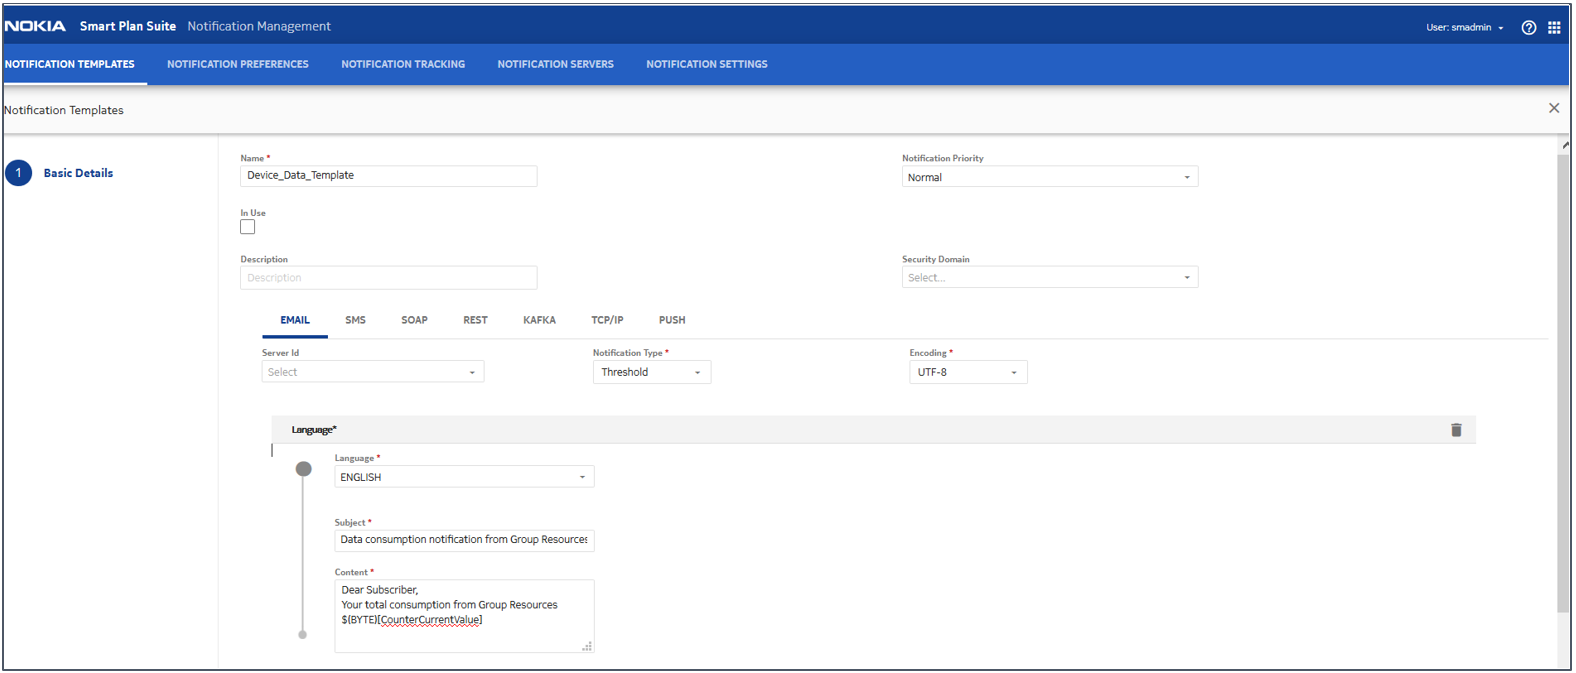 NOKIA Smart Plan Suite Notification Management User: smadmin
NOTIFICATION TEMPLATES NOTIFICATION PREFERENCES NOTIFICATION TRACKING NOTIFICATION SERVERS NOTIFICATION SETTINGS
Notification Templates
1 Basic Details
Name *
Device_Data_Template
Notification Priority
Normal
In Use
Description
Description
Security Domain
Select...
EMAIL SMS SOAP REST KAFKA TCP/IP PUSH
Server Id
Select
Notification Type *
Threshold
Encoding *
UTF-8
Language*
Language *
ENGLISH
Subject *
Data consumption notification from Group Resources
Content *
Dear Subscriber,
Your total consumption from Group Resources
$(BYTE)[CounterCurrentValue]